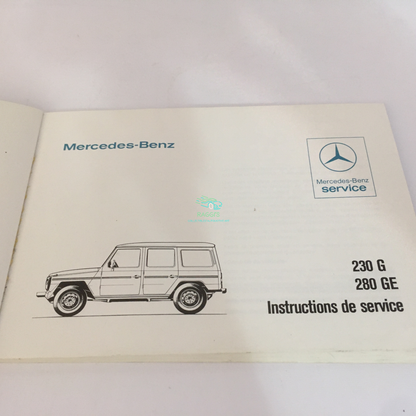 Mercedes-Benz
Mercedes-Benz
service
230 G
280 GE
Instructions de service